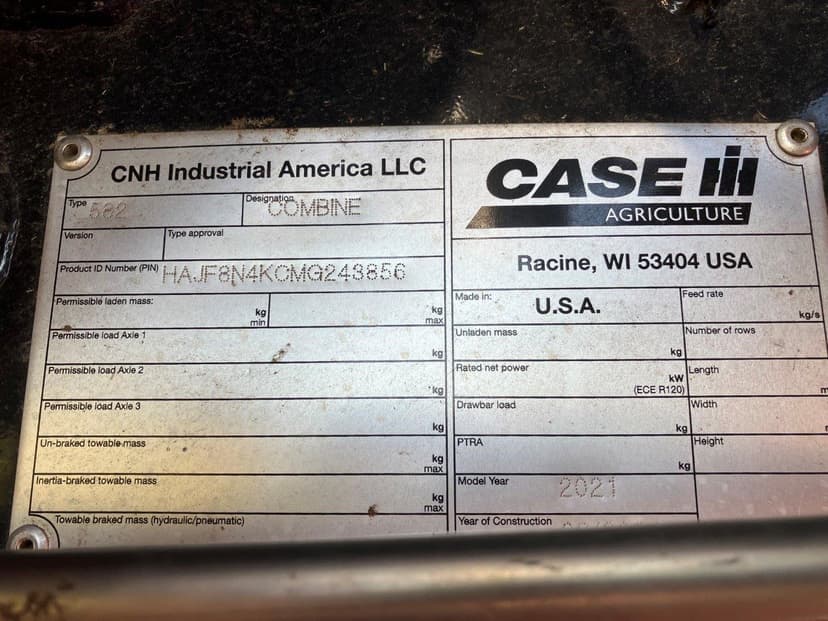 CNH Industrial America LLC
Type 582 Designation COMBINE
Version Type approval
Product ID Number (PIN) HAJF8N4KCMG243856
Permissible laden mass: kg min kg max
Permissible load Axle 1 kg
Permissible load Axle 2 kg
Permissible load Axle 3 kg
Un-braked towable mass kg max
Inertia-braked towable mass kg max
Towable braked mass (hydraulic/pneumatic)
CASE IH
AGRICULTURE
Racine, WI 53404 USA
Made in: U.S.A. Feed rate kg/s
Unladen mass kg Number of rows
Rated net power kW (ECE R120) Length m
Drawbar load kg Width
PTRA kg Height
Model Year 2021
Year of Construction